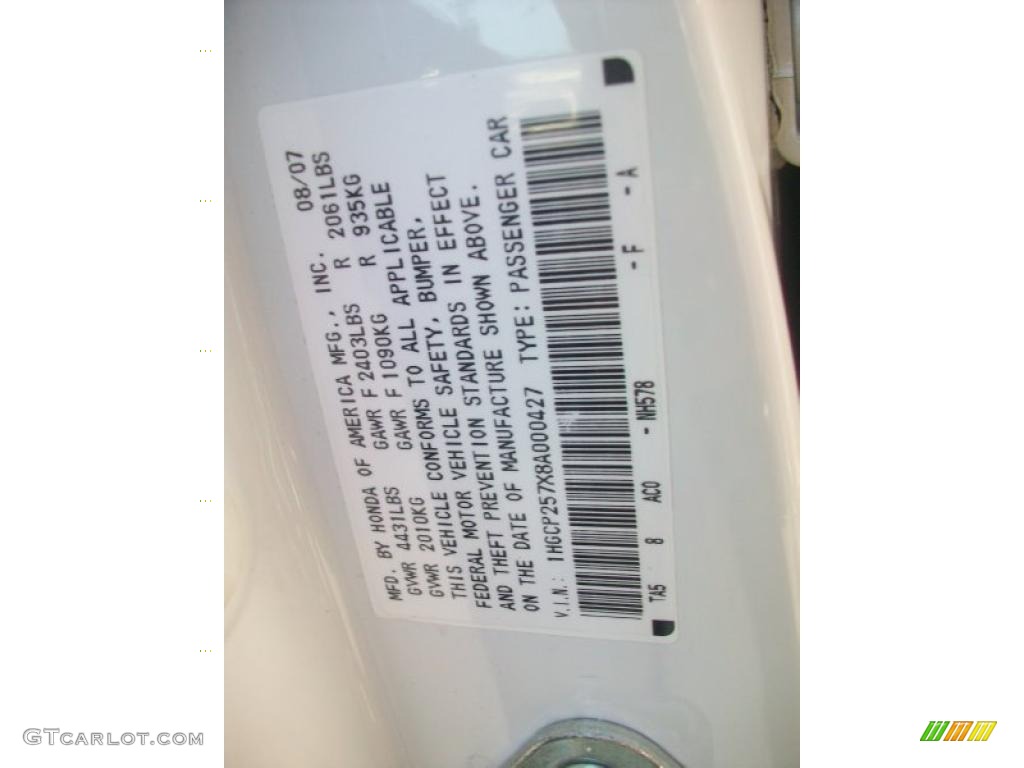 MFD. BY HONDA OF AMERICA MFG., INC. 08/07
GVWR 4431LBS GAWR F 2403LBS R 2061LBS
GVWR 2010KG GAWR F 1090KG R 935KG
THIS VEHICLE CONFORMS TO ALL APPLICABLE
FEDERAL MOTOR VEHICLE SAFETY, BUMPER,
AND THEFT PREVENTION STANDARDS IN EFFECT
ON THE DATE OF MANUFACTURE SHOWN ABOVE.
V.I.N.: 1HGCP257X8A000427 TYPE: PASSENGER CAR
TA5 8 AC0 - NH578 - F - A
GTCARLOT.COM